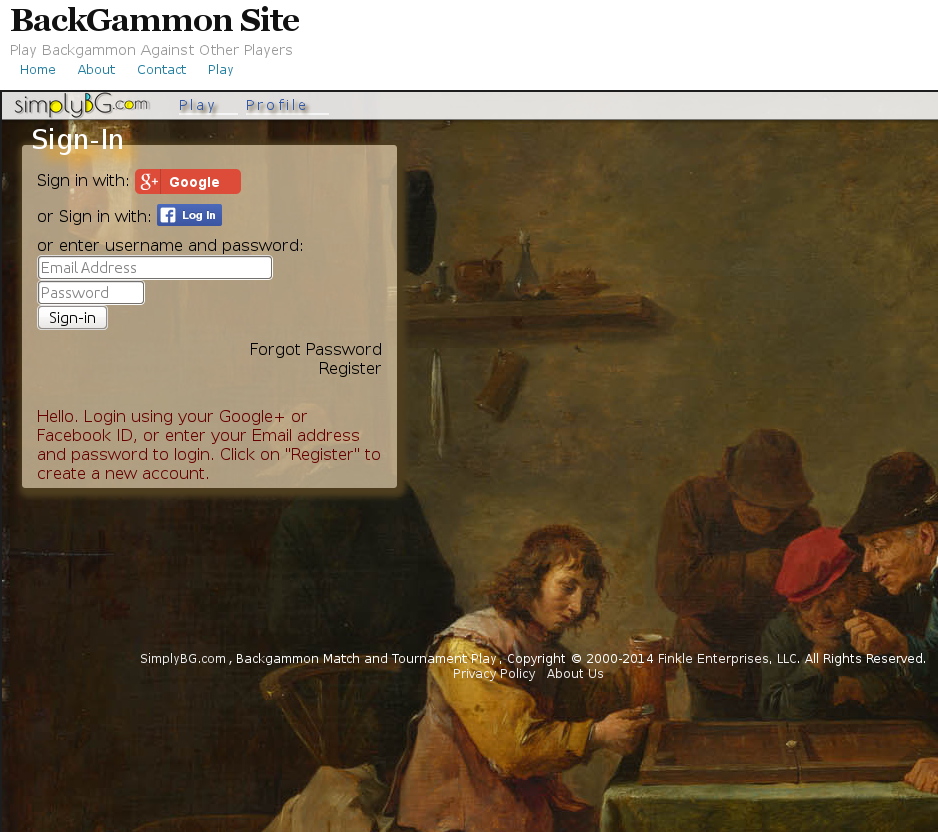 BackGammon Site
Play Backgammon Against Other Players
Home About Contact Play
simplyBG.com Play Profile
Sign-In
Sign in with: g+ Google
or Sign in with: f Log In
or enter username and password:
Email Address
Password
Sign-in
Forgot Password
Register
Hello. Login using your Google+ or
Facebook ID, or enter your Email address
and password to login. Click on "Register" to
create a new account.
SimplyBG.com , Backgammon Match and Tournament Play, Copyright © 2000-2014 Finkle Enterprises, LLC. All Rights Reserved.
Privacy Policy About Us